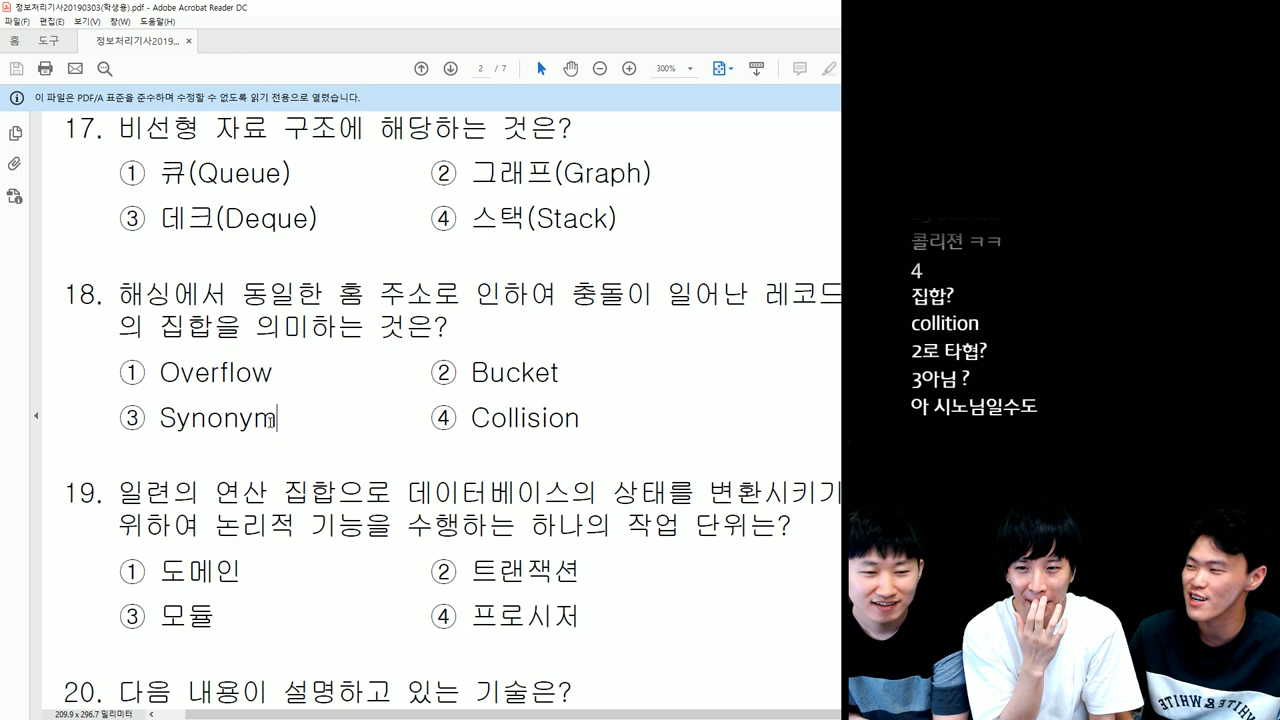 정보처리기사20190303(학생용).pdf - Adobe Acrobat Reader DC
파일(F) 편집(E) 보기(V) 창(W) 도움말(H)
홈 도구 정보처리기사2019... ×
2 / 7 300%
이 파일은 PDF/A 표준을 준수하며 수정할 수 없도록 읽기 전용으로 열렸습니다.
17. 비선형 자료 구조에 해당하는 것은?
① 큐(Queue) ② 그래프(Graph)
③ 데크(Deque) ④ 스택(Stack)
18. 해싱에서 동일한 홈 주소로 인하여 충돌이 일어난 레코드
의 집합을 의미하는 것은?
① Overflow ② Bucket
③ Synonym ④ Collision
19. 일련의 연산 집합으로 데이터베이스의 상태를 변환시키기
위하여 논리적 기능을 수행하는 하나의 작업 단위는?
① 도메인 ② 트랜잭션
③ 모듈 ④ 프로시저
20. 다음 내용이 설명하고 있는 기술은?
209.9 x 296.7 밀리미터
콜리젼 ㅋㅋ
4
집합?
collition
2로 타협?
3아님 ?
아 시노님일수도